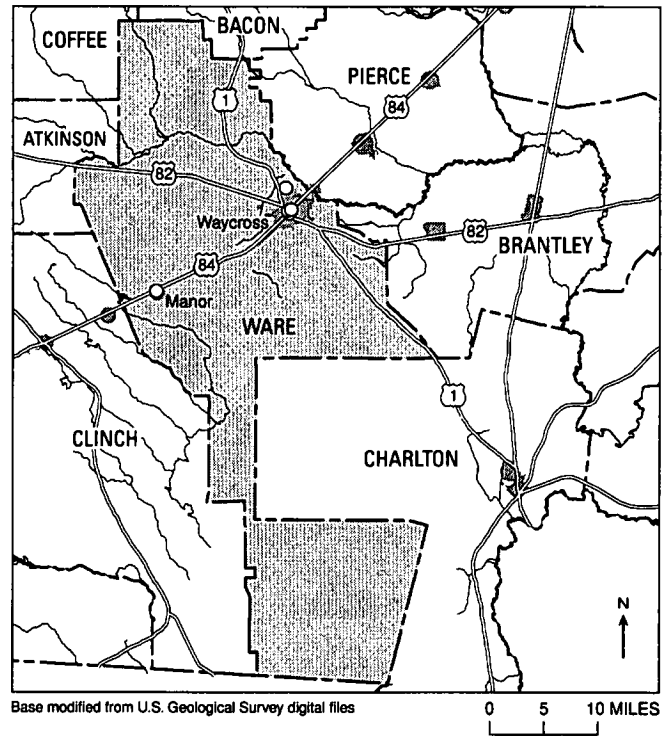 BACON
COFFEE
PIERCE
1
84
ATKINSON
82
Waycross
82
BRANTLEY
84
Manor
WARE
1
CLINCH
CHARLTON
N
Base modified from U.S. Geological Survey digital files
0 5 10 MILES